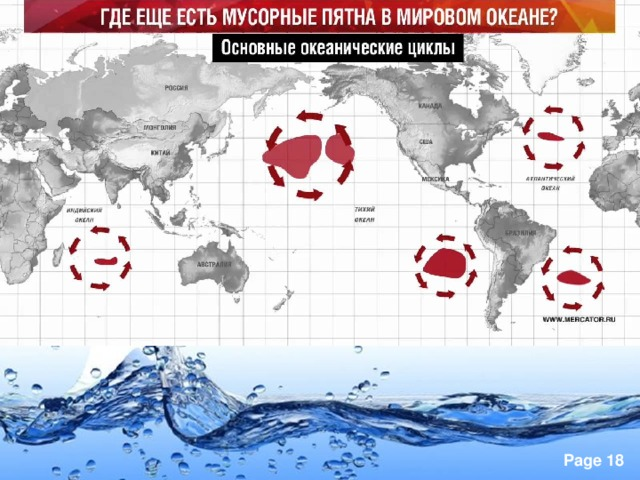 ГДЕ ЕЩЕ ЕСТЬ МУСОРНЫЕ ПЯТНА В МИРОВОМ ОКЕАНЕ?
Основные океанические циклы
РОССИЯ
КАНАДА
МОНГОЛИЯ
США
КИТАЙ
МЕКСИКА
АТЛАНТИЧЕСКИЙ
ОКЕАН
ИНДИЙСКИЙ
ОКЕАН
ТИХИЙ
ОКЕАН
БРАЗИЛИЯ
АВСТРАЛИЯ
WWW.MERCATOR.RU
Page 18